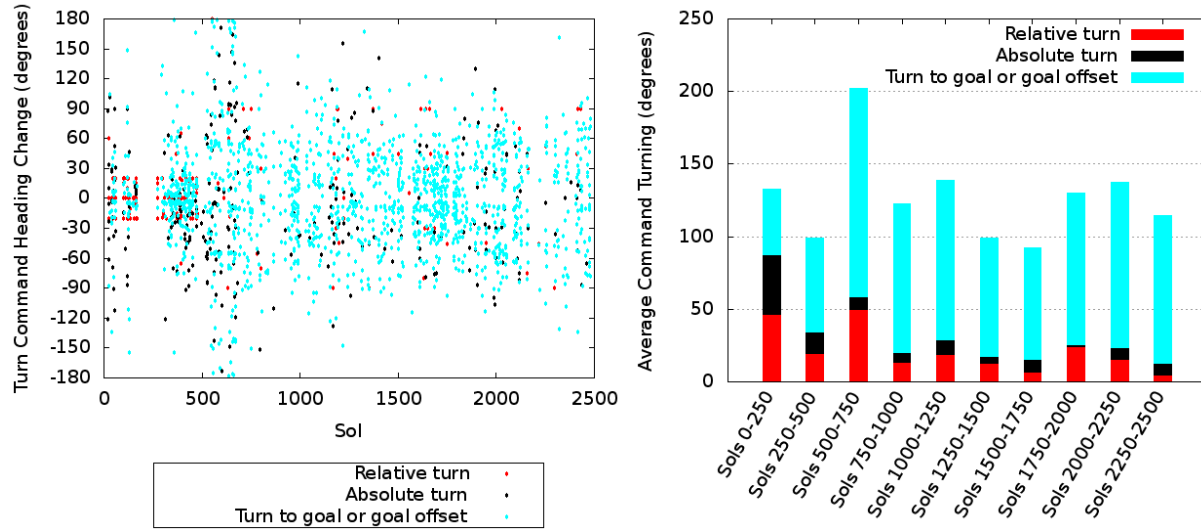 180
150
120
90
60
30
0
-30
-60
-90
-120
-150
-180
Turn Command Heading Change (degrees)
0 500 1000 1500 2000 2500
Sol
Relative turn
Absolute turn
Turn to goal or goal offset
250
200
150
100
50
0
Average Command Turning (degrees)
Relative turn
Absolute turn
Turn to goal or goal offset
Sols 0-250
Sols 250-500
Sols 500-750
Sols 750-1000
Sols 1000-1250
Sols 1250-1500
Sols 1500-1750
Sols 1750-2000
Sols 2000-2250
Sols 2250-2500